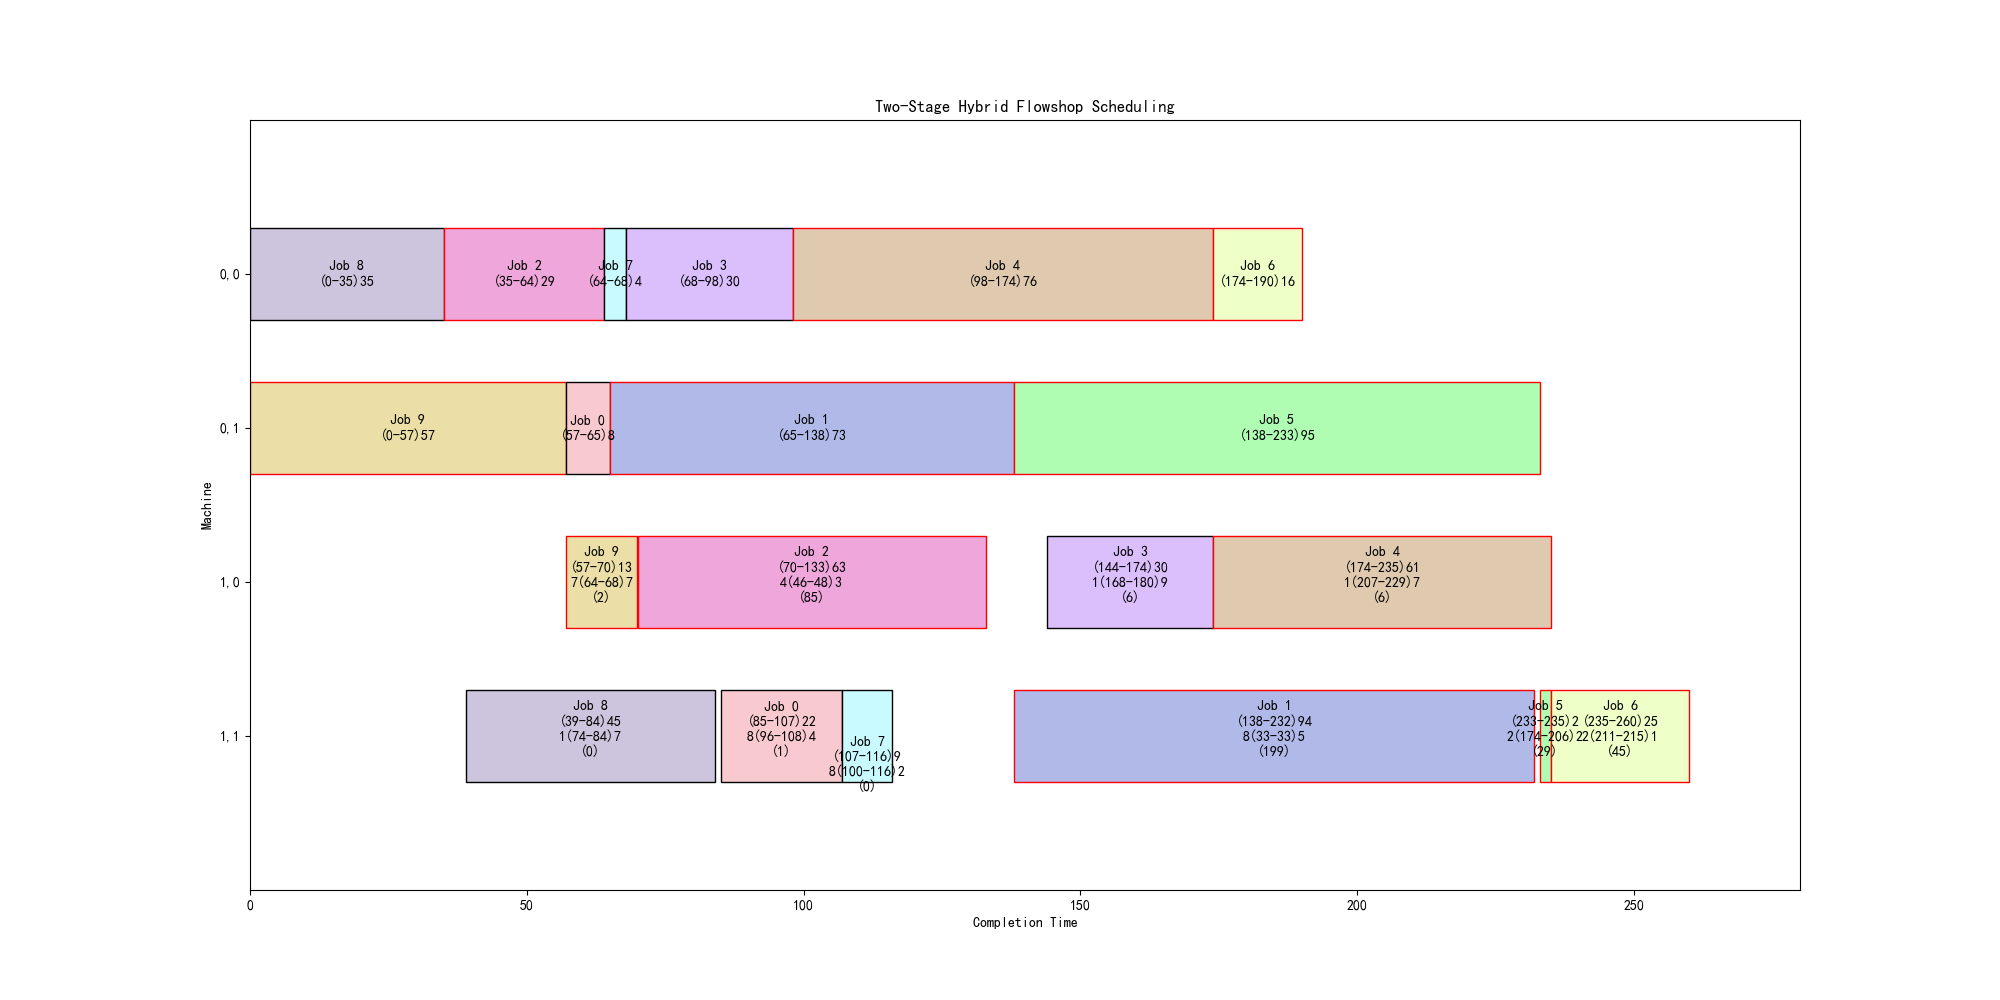 Two-Stage Hybrid Flowshop Scheduling
0,0
Job 8
(0-35)35
Job 2
(35-64)29
Job 7
(64-68)4
Job 3
(68-98)30
Job 4
(98-174)76
Job 6
(174-190)16
0,1
Job 9
(0-57)57
Job 0
(57-65)8
Job 1
(65-138)73
Job 5
(138-233)95
Machine
1,0
Job 9
(57-70)13
7(64-68)7
(2)
Job 2
(70-133)63
4(46-48)3
(85)
Job 3
(144-174)30
1(168-180)9
(6)
Job 4
(174-235)61
1(207-229)7
(6)
1,1
Job 8
(39-84)45
1(74-84)7
(0)
Job 0
(85-107)22
8(96-108)4
(1)
Job 7
(107-116)9
8(100-116)2
(0)
Job 1
(138-232)94
8(33-33)5
(199)
Job 5
(233-235)2
2(174-206)2
(29)
Job 6
(235-260)25
2(211-215)1
(45)
0
50
100
150
200
250
Completion Time